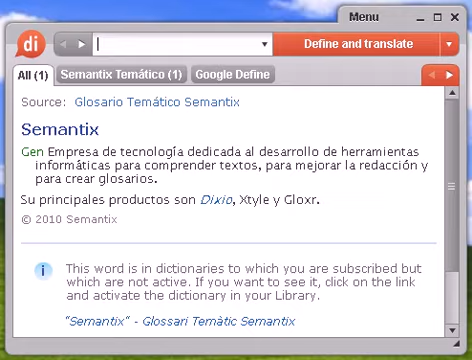 Menu
di
Define and translate
All (1)
Semantix Temático (1)
Google Define
Source: Glosario Temático Semantix
Semantix
Gen Empresa de tecnología dedicada al desarrollo de herramientas
informáticas para comprender textos, para mejorar la redacción y
para crear glosarios.
Su principales productos son Dixio, Xtyle y Gloxr.
© 2010 Semantix
This word is in dictionaries to which you are subscribed but
which are not active. If you want to see it, click on the link
and activate the dictionary in your Library.
"Semantix" - Glossari Temàtic Semantix